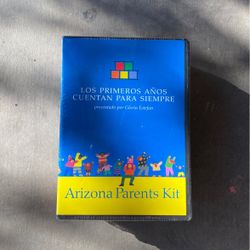 LOS PRIMEROS AÑOS
CUENTAN PARA SIEMPRE
presentado por Gloria Estefan
Arizona Parents Kit